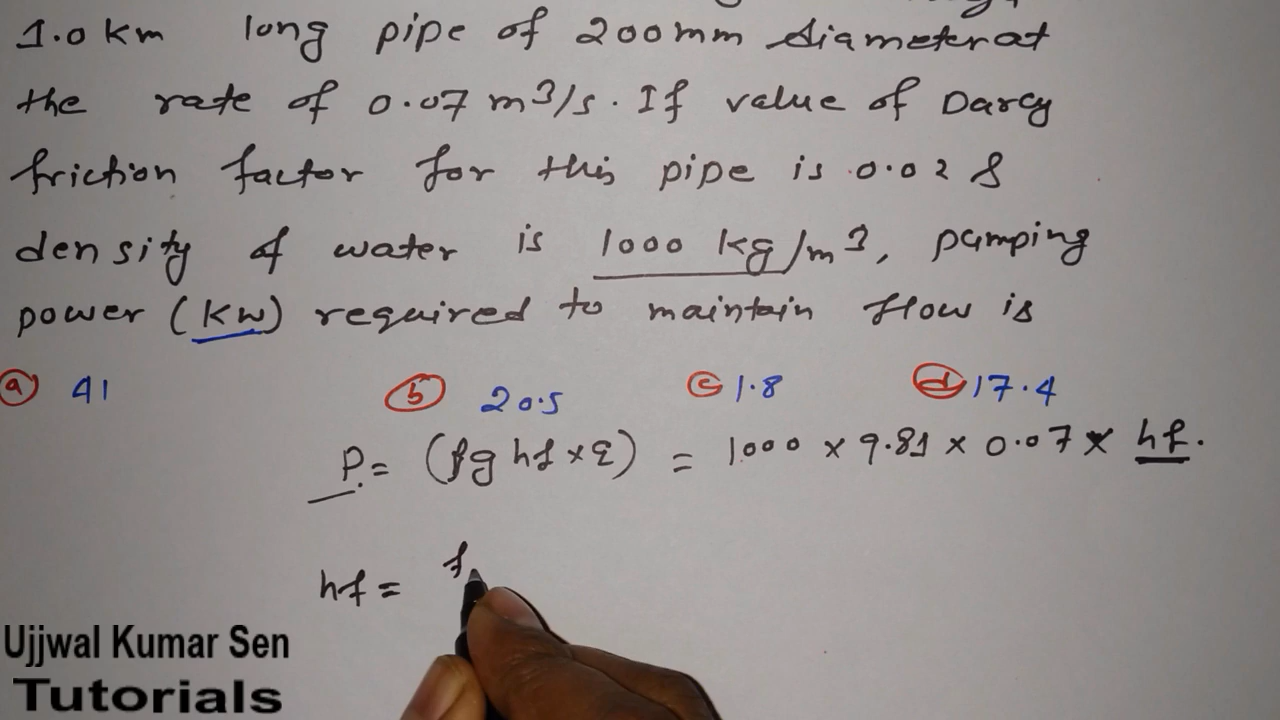 1.0 km long pipe of 200mm diameter at
the rate of 0.07 m3/s. If value of Darcy
friction factor for this pipe is 0.02 &
density of water is 1000 kg/m3, pumping
power (KW) required to maintain flow is
a 41 b 20.5 c 1.8 d 17.4
P = (ρg hf × Q) = 1000 × 9.81 × 0.07 × hf.
hf = f
Ujjwal Kumar Sen
Tutorials